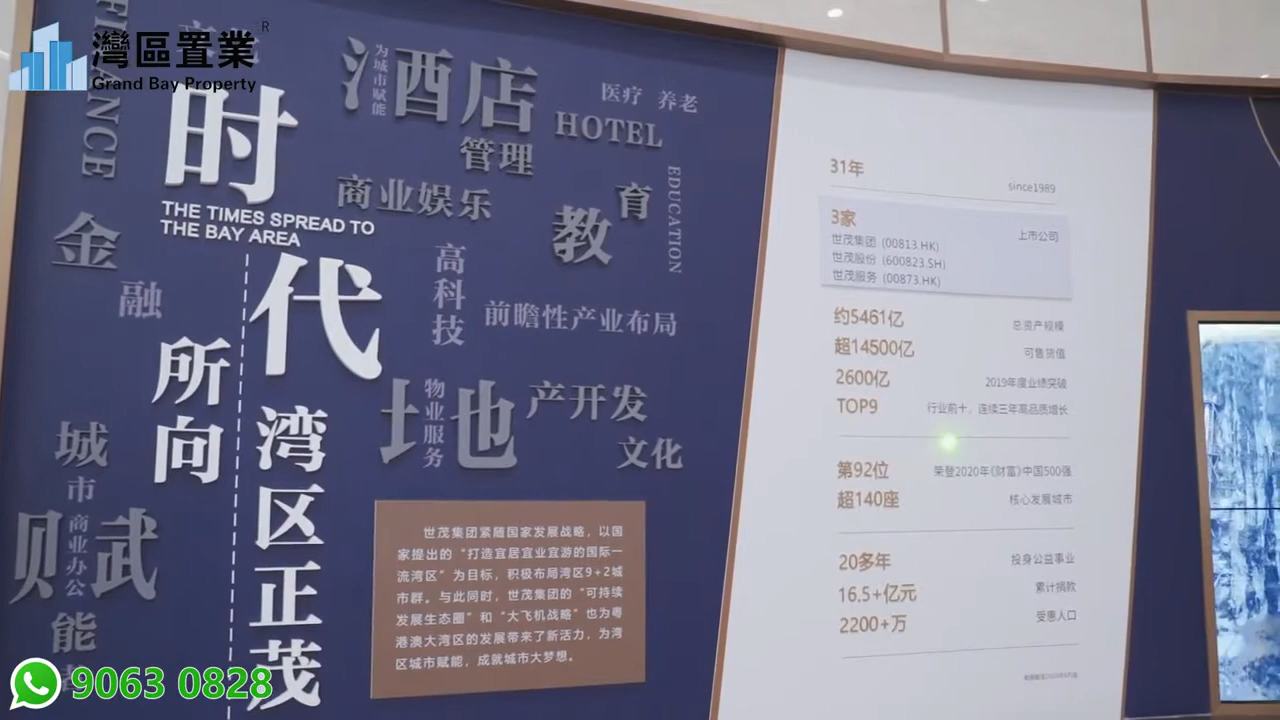 灣區置業
R
Grand Bay Property
FINANCE
时代
THE TIMES SPREAD TO
THE BAY AREA
所向
湾区正茂
金融
城市
商业办公
赋能
为城市赋能
酒店
HOTEL
管理
医疗 养老
商业娱乐
教育
EDUCATION
高科技
前瞻性产业布局
地产开发
物业服务
文化
世茂集团紧随国家发展战略，以国
家提出的“打造宜居宜业宜游的国际一
流湾区”为目标，积极布局湾区9+2城
市群。与此同时，世茂集团的“可持续
发展生态圈”和“大飞机战略”也为粤
港澳大湾区的发展带来了新活力，为湾
区城市赋能，成就城市大梦想。
31年 since1989
3家 上市公司
世茂集团 (00813.HK)
世茂股份 (600823.SH)
世茂服务 (00873.HK)
约5461亿 总资产规模
超14500亿 可售货值
2600亿 2019年度业绩突破
TOP9 行业前十，连续三年高品质增长
第92位 荣登2020年《财富》中国500强
超140座 核心发展城市
20多年 投身公益事业
16.5+亿元 累计捐款
2200+万 受惠人口
9063 0828